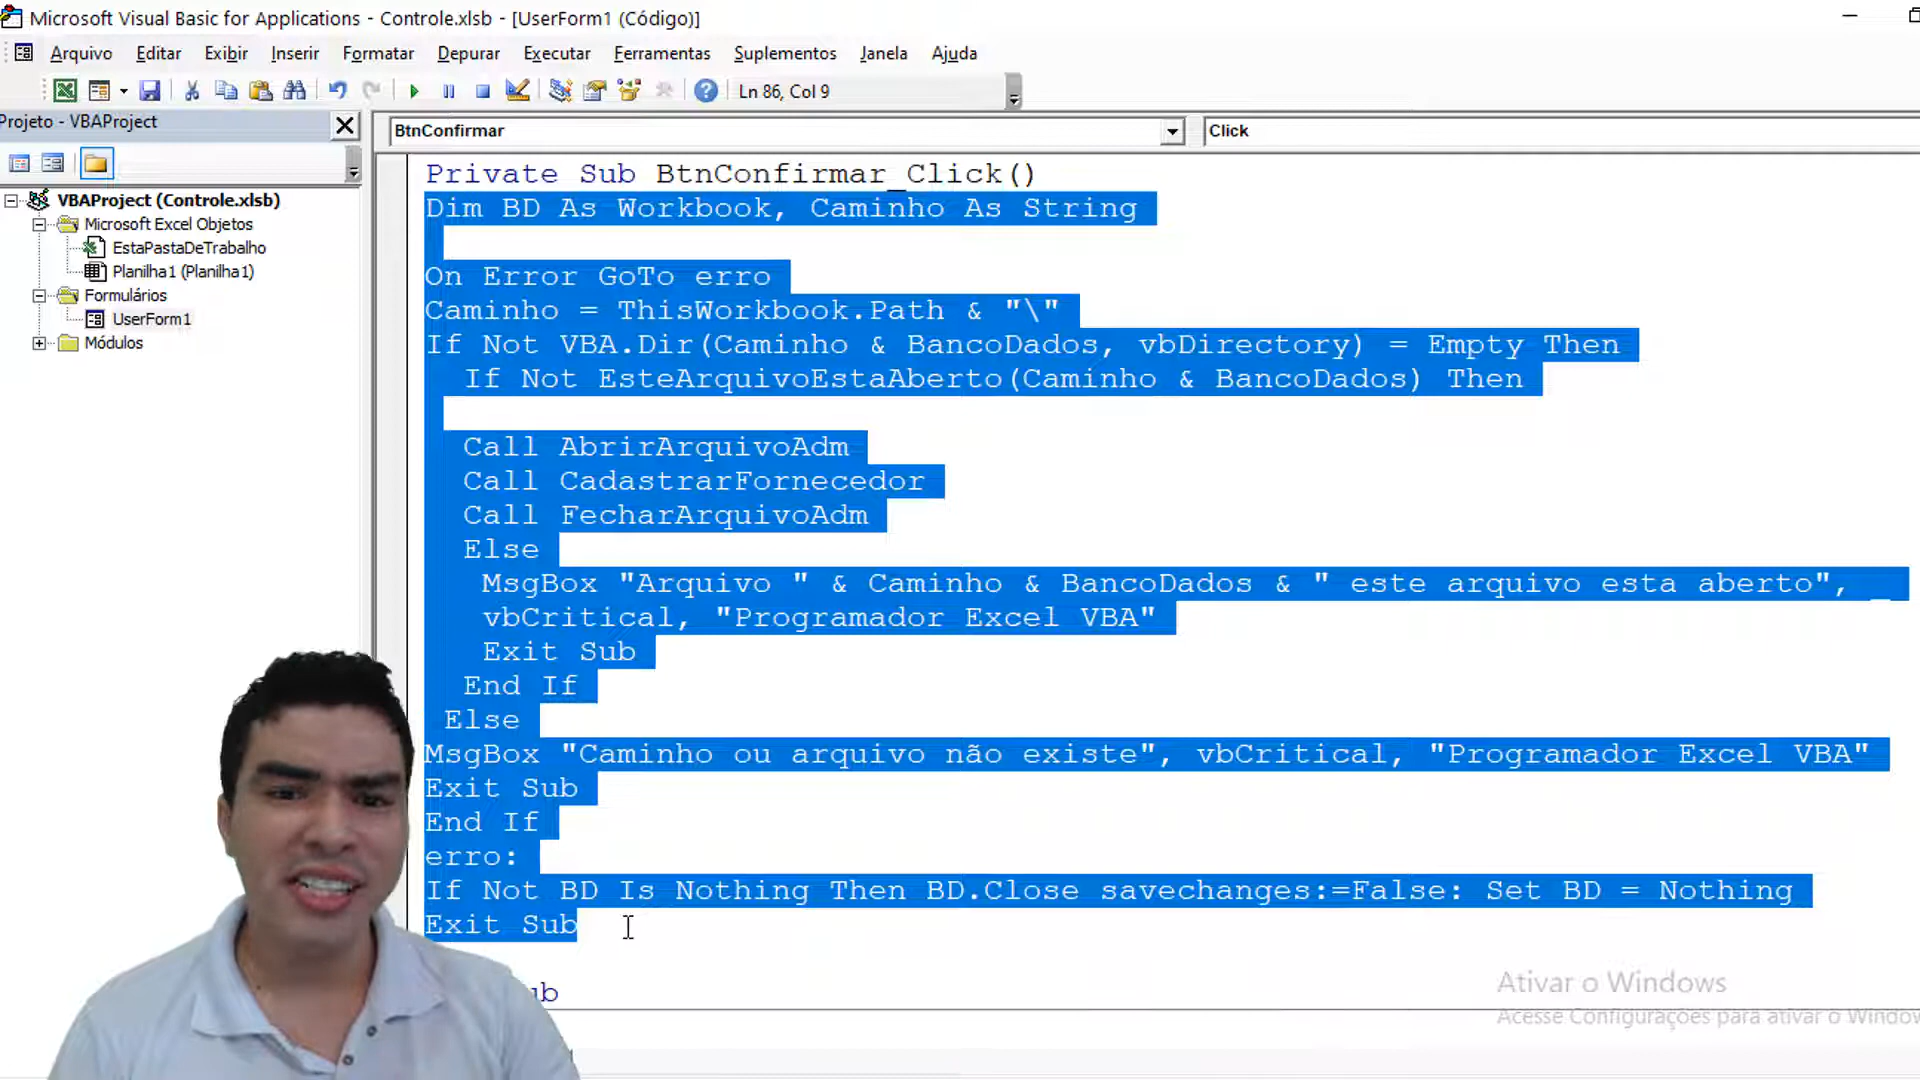 Microsoft Visual Basic for Applications - Controle.xlsb - [UserForm1 (Código)]
Arquivo Editar Exibir Inserir Formatar Depurar Executar Ferramentas Suplementos Janela Ajuda
Ln 86, Col 9
Projeto - VBAProject
VBAProject (Controle.xlsb)
Microsoft Excel Objetos
EstaPastaDeTrabalho
Planilha1 (Planilha1)
Formulários
UserForm1
Módulos
BtnConfirmar
Click
Private Sub BtnConfirmar_Click()
Dim BD As Workbook, Caminho As String
On Error GoTo erro
Caminho = ThisWorkbook.Path & "\"
If Not VBA.Dir(Caminho & BancoDados, vbDirectory) = Empty Then
If Not EsteArquivoEstaAberto(Caminho & BancoDados) Then
Call AbrirArquivoAdm
Call CadastrarFornecedor
Call FecharArquivoAdm
Else
MsgBox "Arquivo " & Caminho & BancoDados & " este arquivo esta aberto", _
vbCritical, "Programador Excel VBA"
Exit Sub
End If
Else
MsgBox "Caminho ou arquivo não existe", vbCritical, "Programador Excel VBA"
Exit Sub
End If
erro:
If Not BD Is Nothing Then BD.Close savechanges:=False: Set BD = Nothing
Exit Sub
ub
Ativar o Windows
Acesse Configurações para ativar o Window